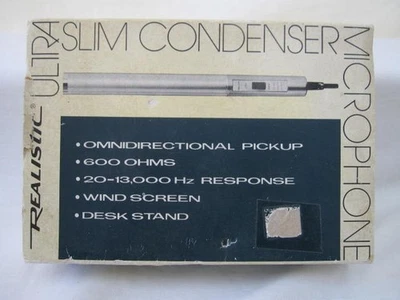 REALISTIC
ULTRA SLIM CONDENSER MICROPHONE
• OMNIDIRECTIONAL PICKUP
• 600 OHMS
• 20-13,000 Hz RESPONSE
• WIND SCREEN
• DESK STAND